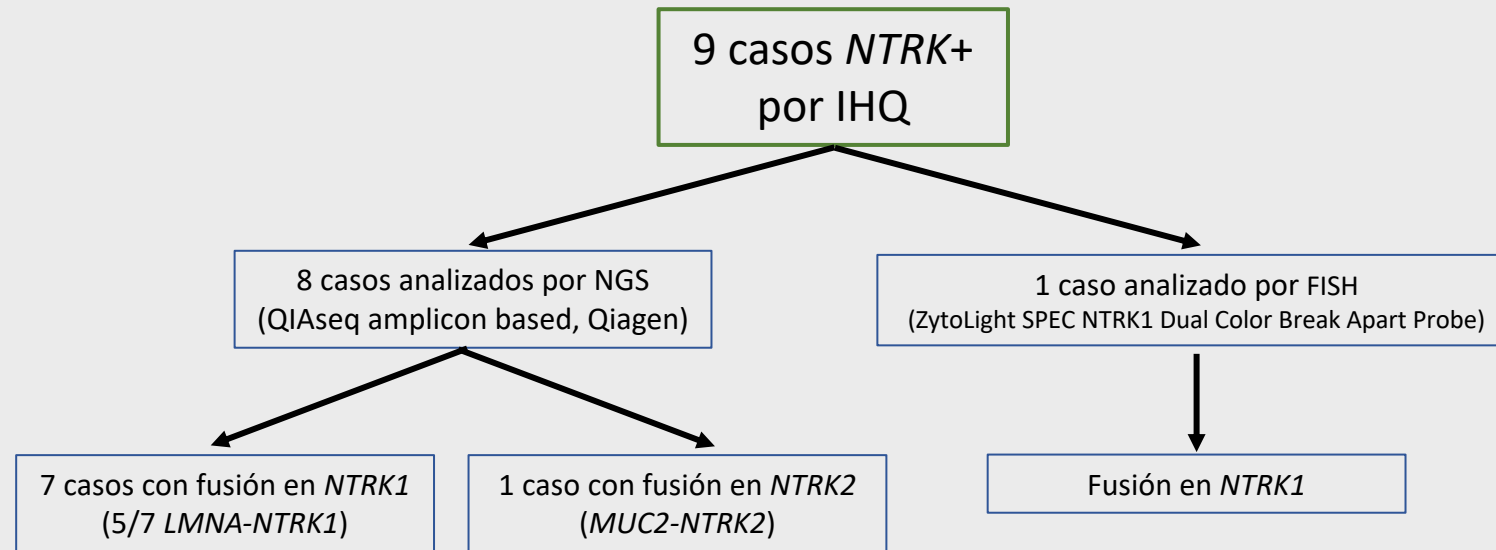 9 casos NTRK+
por IHQ
8 casos analizados por NGS
(QIAseq amplicon based, Qiagen)
1 caso analizado por FISH
(ZytoLight SPEC NTRK1 Dual Color Break Apart Probe)
7 casos con fusión en NTRK1
(5/7 LMNA-NTRK1)
1 caso con fusión en NTRK2
(MUC2-NTRK2)
Fusión en NTRK1